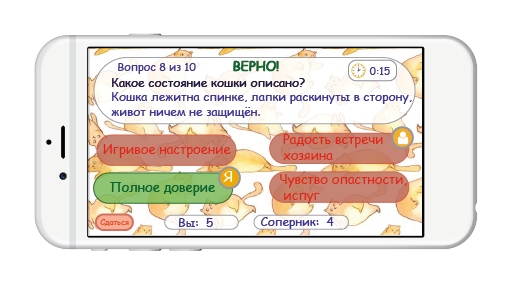 Вопрос 8 из 10
ВЕРНО!
0:15
Какое состояние кошки описано?
Кошка лежитна спинке, лапки раскинуты в сторону,
живот ничем не защищён.
Игривое настроение
Радость встречи
хозяина
Полное доверие
Я
Чувство опастности
испуг
Сдаться
Вы: 5
Соперник: 4